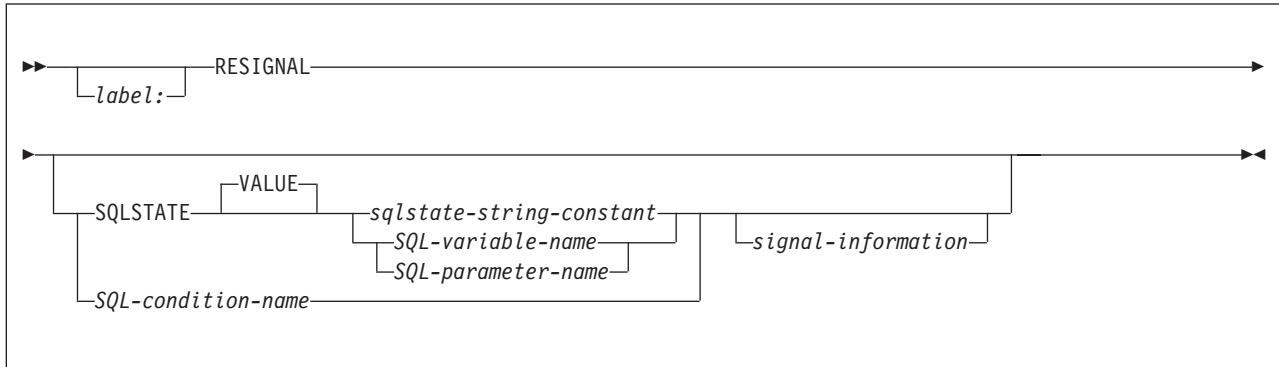 RESIGNAL
label:
VALUE
SQLSTATE sqlstate-string-constant
SQL-variable-name signal-information
SQL-parameter-name
SQL-condition-name